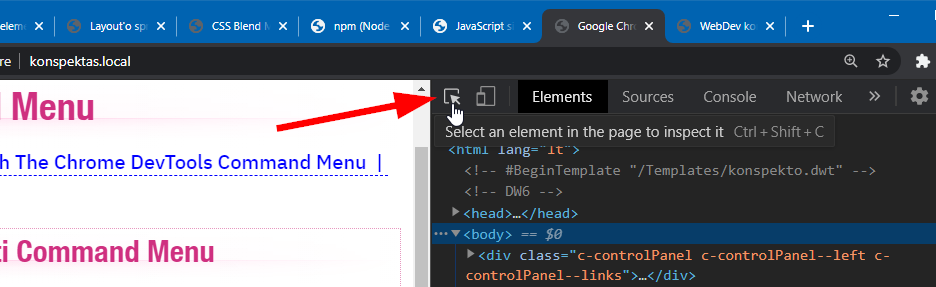 eleme Layout'o spr CSS Blend M npm (Node JavaScript si Google Chro WebDev ko
re konspektas.local
Elements Sources Console Network
l Menu
Select an element in the page to inspect it Ctrl + Shift + C
<html lang="lt">
h The Chrome DevTools Command Menu |
<!-- #BeginTemplate "/Templates/konspekto.dwt" -->
<!-- DW6 -->
<head>…</head>
<body> == $0
ti Command Menu
<div class="c-controlPanel c-controlPanel--left c-
controlPanel--links">…</div>